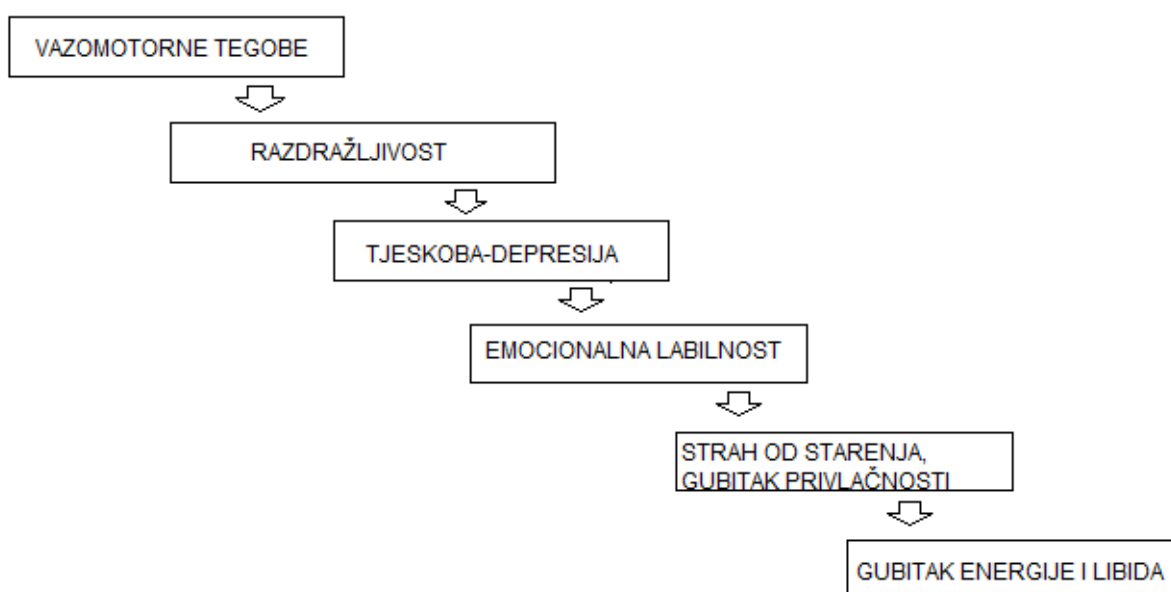 VAZOMOTORNE TEGOBE
RAZDRAŽLJIVOST
TJESKOBA-DEPRESIJA
EMOCIONALNA LABILNOST
STRAH OD STARENJA,
GUBITAK PRIVLAČNOSTI
GUBITAK ENERGIJE I LIBIDA